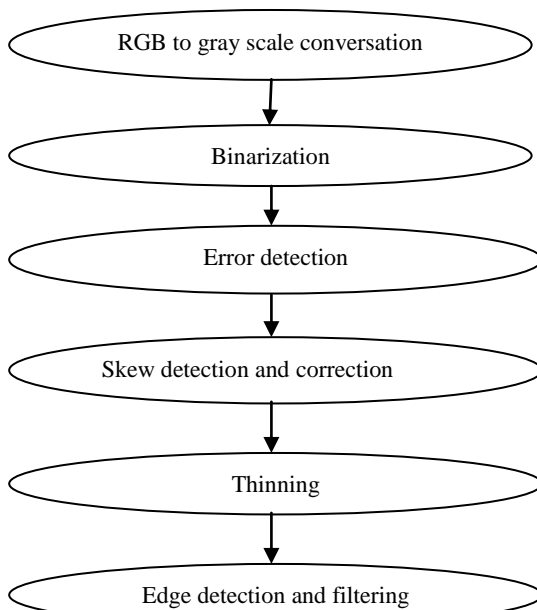 RGB to gray scale conversation
Binarization
Error detection
Skew detection and correction
Thinning
Edge detection and filtering